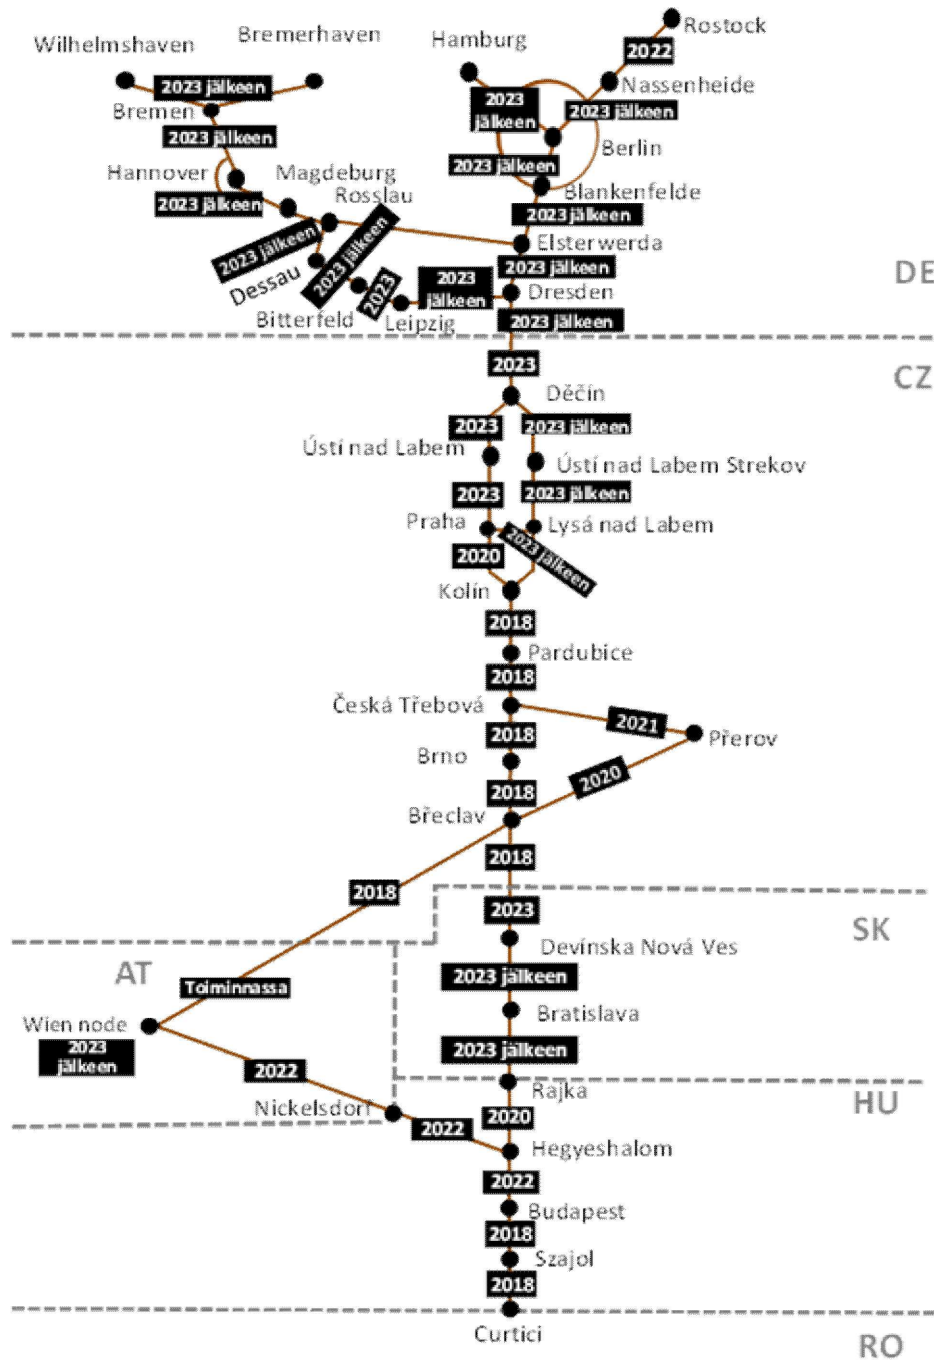 Rostock
Bremerhaven
Hamburg
Wilhelmshaven
2022
2023 jälkeen
Nassenheide
2023
jälkeen
2023 jälkeen
Bremen
2023 jälkeen
Berlin
2023 jälkeen
Hannover
Magdeburg
Blankenfelde
Rosslau
2023 jälkeen
2023 jälkeen
Elsterwerda
2023 jälkeen
2023 jälkeen
2023 jälkeen
DE
Dessau
2023
2023
jälkeen
Dresden
Bitterfeld
Leipzig
2023 jälkeen
2023
CZ
Děčín
2023
2023 jälkeen
Ústí nad Labem
Ústí nad Labem Strekov
2023
2023 jälkeen
Praha
Lysá nad Labem
2020
2023 jälkeen
Kolín
2018
Pardubice
2018
Česká Třebová
2021
2018
Přerov
Brno
2020
2018
Břeclav
2018
2018
2023
SK
Devínska Nová Ves
AT
2023 jälkeen
Toiminnassa
Bratislava
Wien node
2023
jälkeen
2023 jälkeen
2022
Rajka
HU
Nickelsdorf
2020
2022
Hegyeshalom
2022
Budapest
2018
Szajol
2018
Curtici
RO